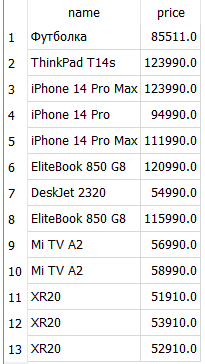 name price
1 Футболка 85511.0
2 ThinkPad T14s 123990.0
3 iPhone 14 Pro Max 123990.0
4 iPhone 14 Pro 94990.0
5 iPhone 14 Pro Max 111990.0
6 EliteBook 850 G8 120990.0
7 DeskJet 2320 54990.0
8 EliteBook 850 G8 115990.0
9 Mi TV A2 56990.0
10 Mi TV A2 58990.0
11 XR20 51910.0
12 XR20 53910.0
13 XR20 52910.0